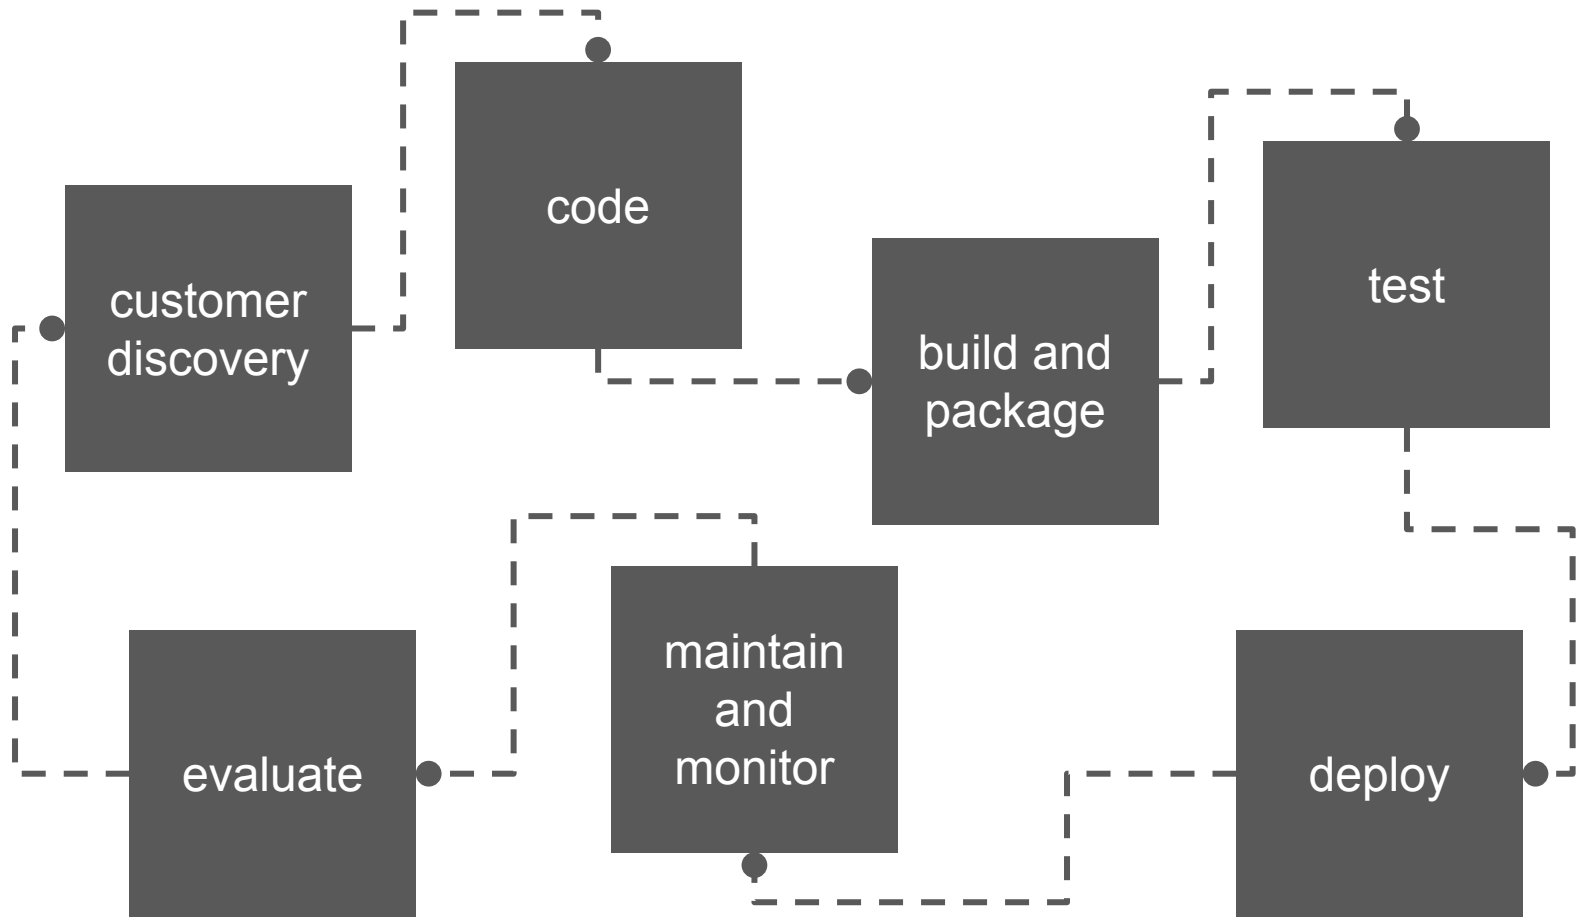 customer
discovery
code
build and
package
test
deploy
maintain
and
monitor
evaluate